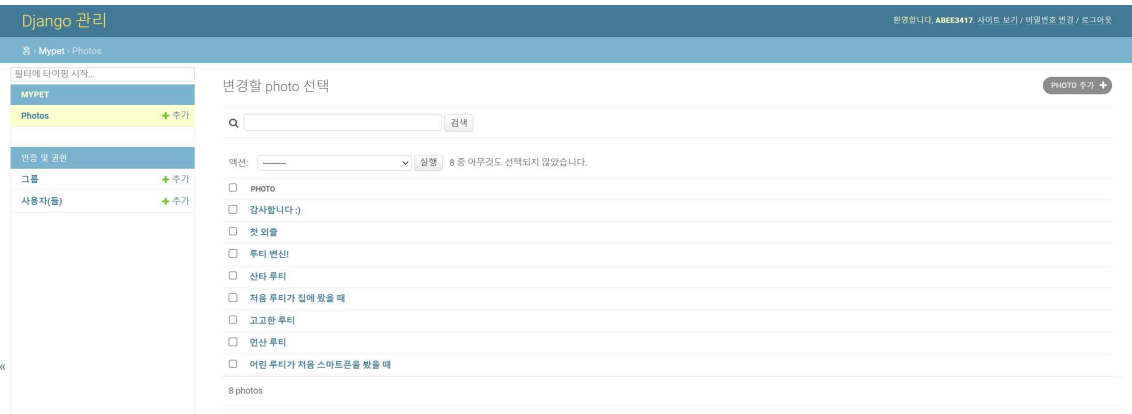 Django 관리
환영합니다, ABEE3417. 사이트 보기 / 비밀번호 변경 / 로그아웃
홈 › Mypet › Photos
필터에 타이핑 시작...
MYPET
Photos
+ 추가
인증 및 권한
그룹
+ 추가
사용자(들)
+ 추가
«
변경할 photo 선택
PHOTO 추가 +
검색
액션: ---------
실행
8 중 아무것도 선택되지 않았습니다.
PHOTO
감사합니다 :)
첫 외출
루티 변신!
산타 루티
처음 루티가 집에 왔을 때
고고한 루티
먼산 루티
어린 루티가 처음 스마트폰을 봤을 때
8 photos